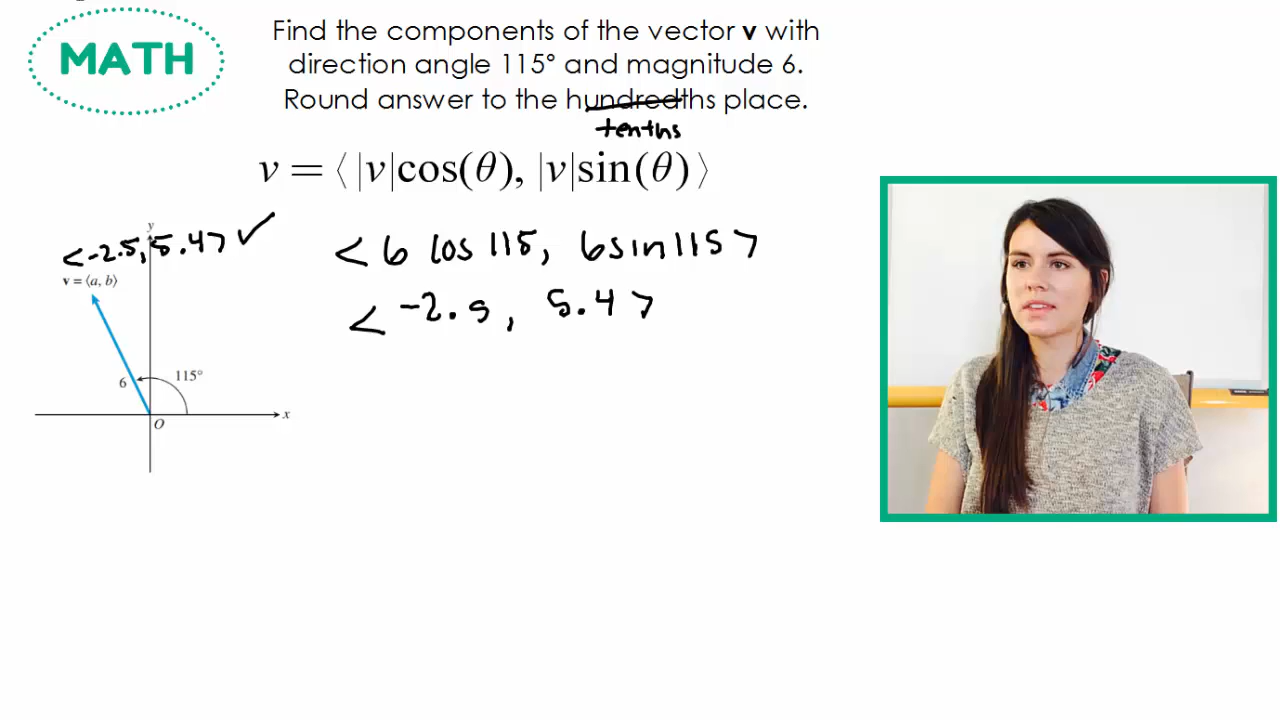 MATH
Find the components of the vector v with
direction angle 115° and magnitude 6.
Round answer to the hundredths place.
tenths
v = ⟨ |v|cos(θ), |v|sin(θ) ⟩
<-2.5, 5.4> ✓
<6 cos 115, 6sin115>
<-2.5, 5.4>
y
v = ⟨a, b⟩
6
115°
x
O